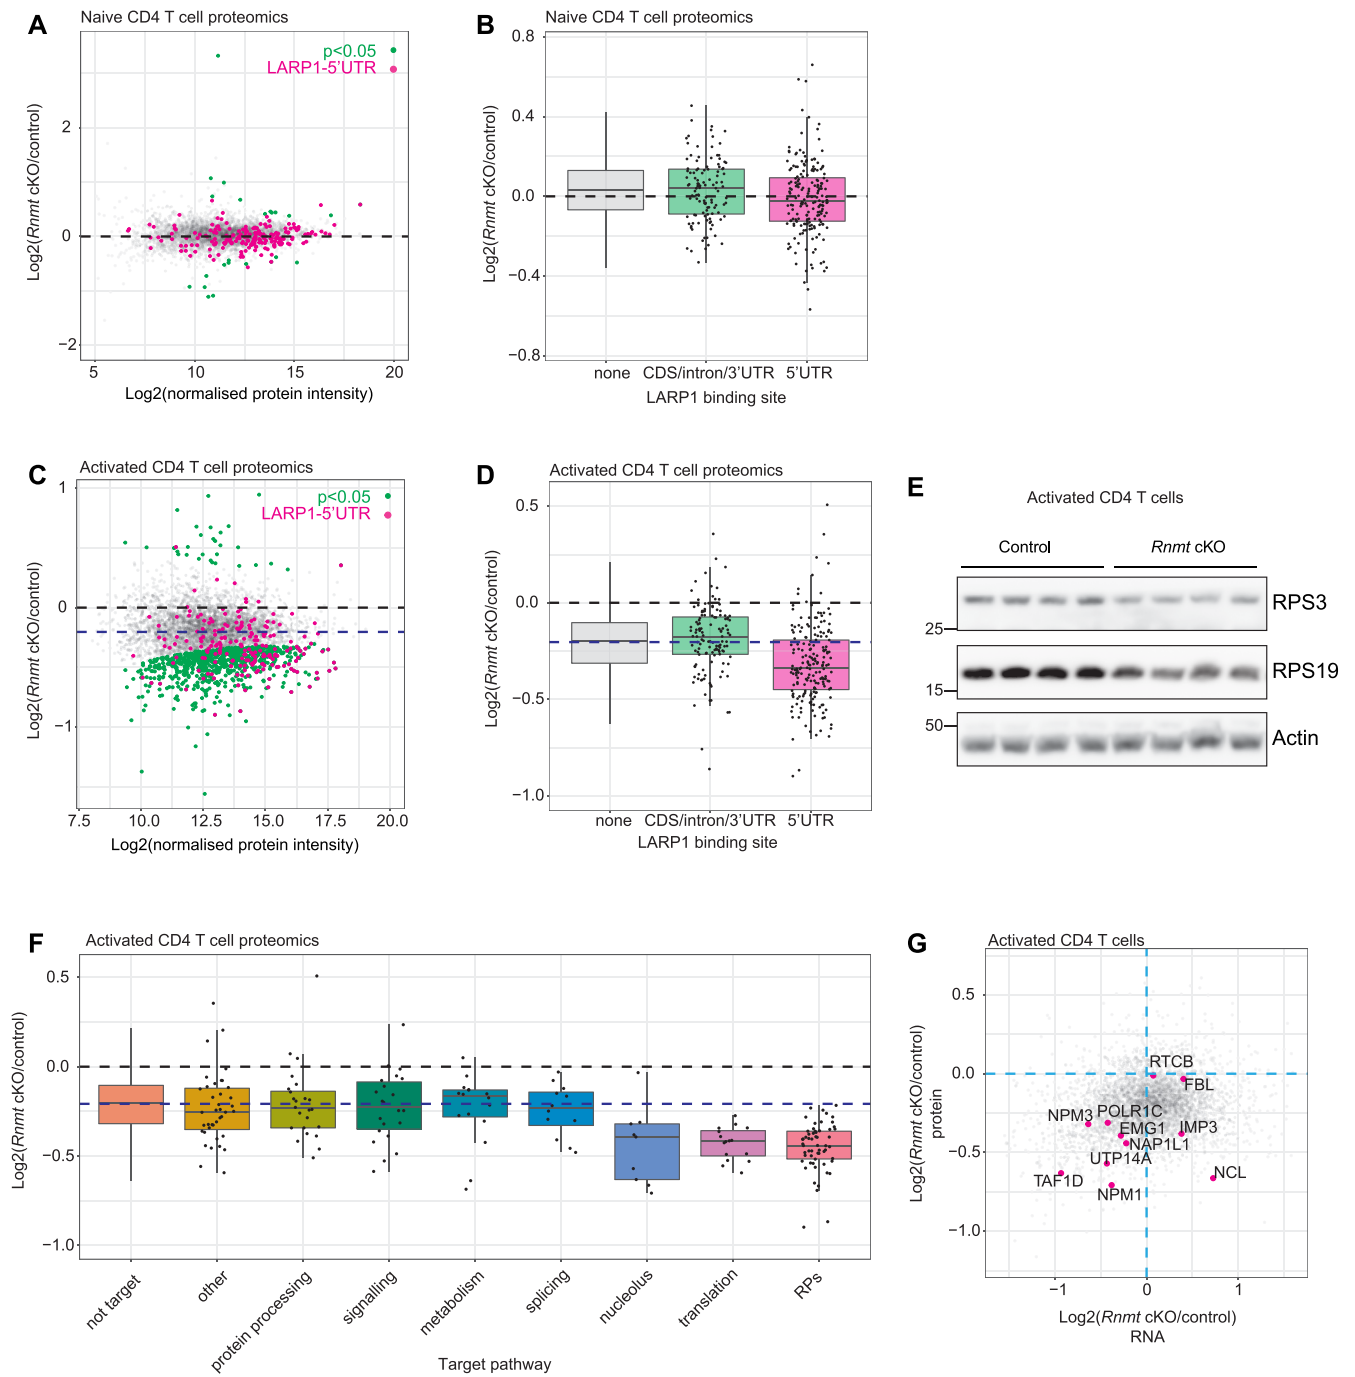 A
Naive CD4 T cell proteomics
p<0.05
LARP1-5'UTR
Log2(Rnmt cKO/control)
2
0
−2
5
10
15
20
Log2(normalised protein intensity)
B
Naive CD4 T cell proteomics
Log2(Rnmt cKO/control)
0.8
0.4
0.0
−0.4
−0.8
none
CDS/intron/3'UTR
5'UTR
LARP1 binding site
C
Activated CD4 T cell proteomics
p<0.05
LARP1-5'UTR
Log2(Rnmt cKO/control)
1
0
−1
7.5
10.0
12.5
15.0
17.5
20.0
Log2(normalised protein intensity)
D
Activated CD4 T cell proteomics
Log2(Rnmt cKO/control)
0.5
0.0
−0.5
−1.0
none
CDS/intron/3'UTR
5'UTR
LARP1 binding site
E
Activated CD4 T cells
Control
Rnmt cKO
RPS3
25
RPS19
15
50
Actin
F
Activated CD4 T cell proteomics
Log2(Rnmt cKO/control)
0.5
0.0
−0.5
−1.0
not target
other
protein processing
signalling
metabolism
splicing
nucleolus
translation
RPs
Target pathway
G
Activated CD4 T cells
Log2(Rnmt cKO/control)
protein
0.5
0.0
−0.5
−1.0
RTCB
FBL
NPM3
POLR1C
EMG1
IMP3
NAP1L1
UTP14A
TAF1D
NCL
NPM1
−1
0
1
Log2(Rnmt cKO/control)
RNA